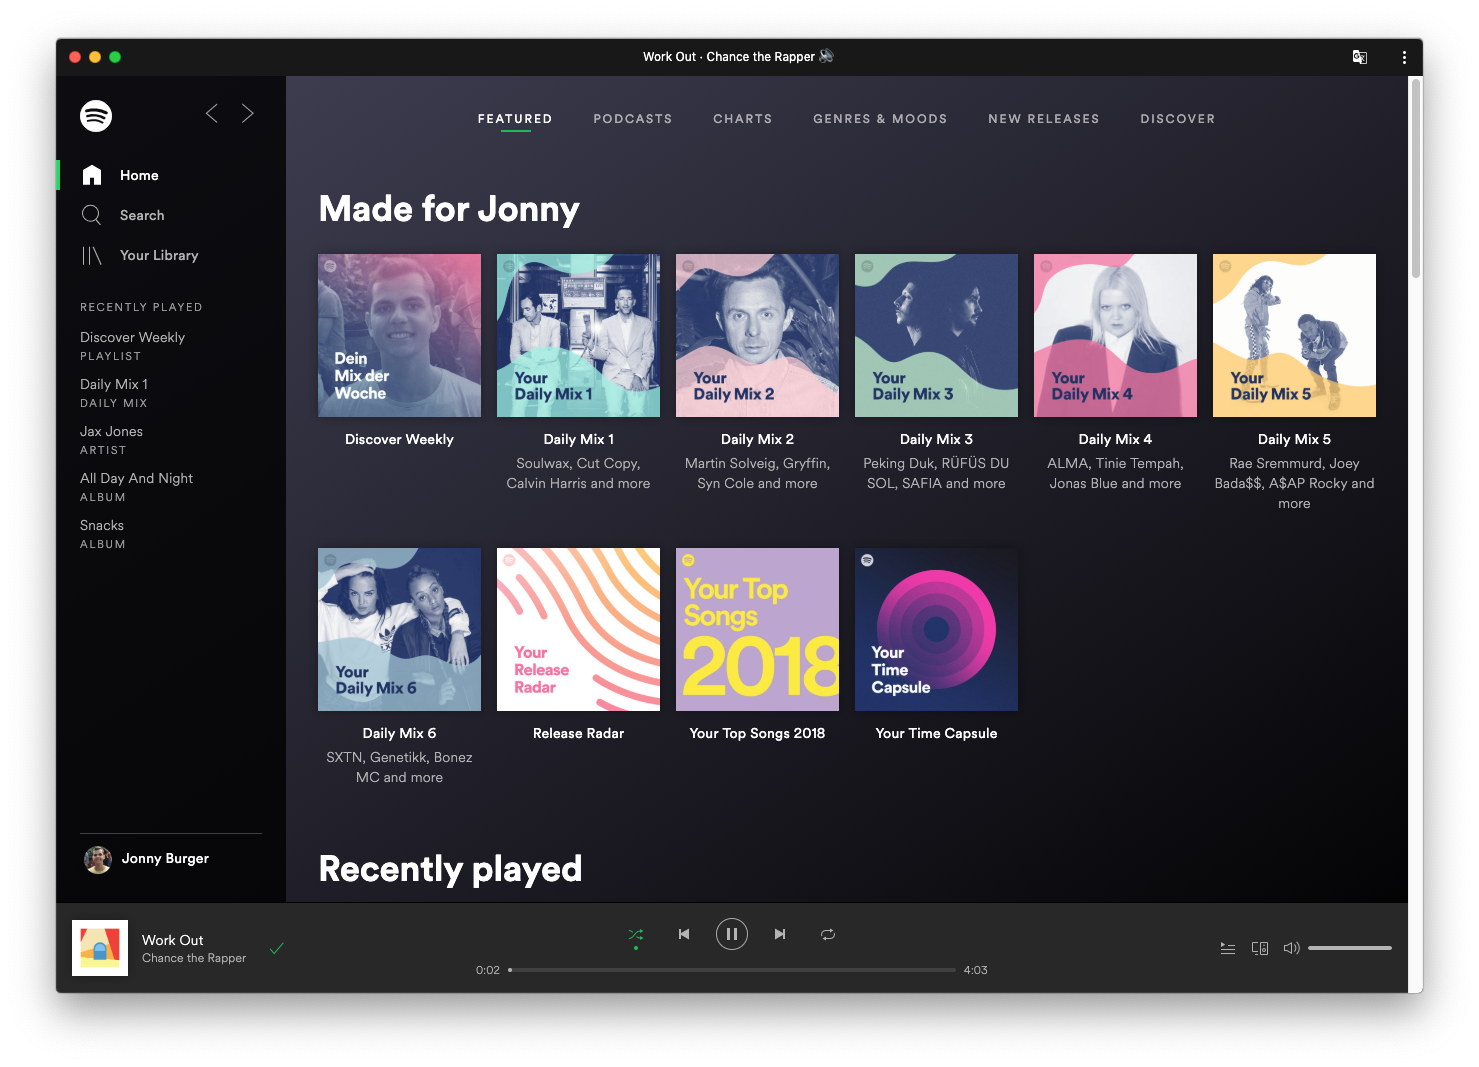 Work Out · Chance the Rapper
FEATURED
PODCASTS
CHARTS
GENRES & MOODS
NEW RELEASES
DISCOVER
Home
Search
Your Library
RECENTLY PLAYED
Discover Weekly
PLAYLIST
Daily Mix 1
DAILY MIX
Jax Jones
ARTIST
All Day And Night
ALBUM
Snacks
ALBUM
Jonny Burger
Made for Jonny
Dein
Mix der
Woche
Discover Weekly
Your
Daily Mix 1
Daily Mix 1
Soulwax, Cut Copy,
Calvin Harris and more
Your
Daily Mix 2
Daily Mix 2
Martin Solveig, Gryffin,
Syn Cole and more
Your
Daily Mix 3
Daily Mix 3
Peking Duk, RÜFÜS DU
SOL, SAFIA and more
Your
Daily Mix 4
Daily Mix 4
ALMA, Tinie Tempah,
Jonas Blue and more
Your
Daily Mix 5
Daily Mix 5
Rae Sremmurd, Joey
Bada$$, A$AP Rocky and
more
Your
Daily Mix 6
Daily Mix 6
SXTN, Genetikk, Bonez
MC and more
Your
Release
Radar
Release Radar
Your Top
Songs
2018
Your Top Songs 2018
Your
Time
Capsule
Your Time Capsule
Recently played
Work Out
Chance the Rapper
0:02
4:03